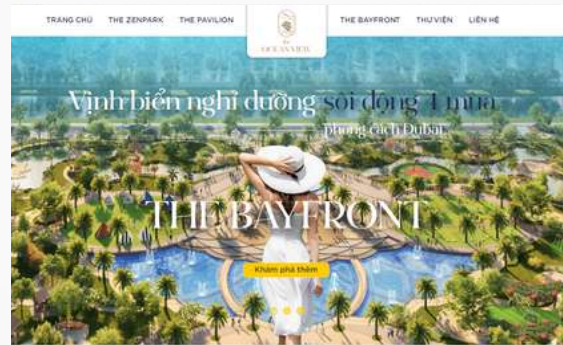 TRANG CHỦ THE ZENPARK THE PAVILION THE BAYFRONT THƯ VIỆN LIÊN HỆ
The
OCEAN VIEW
Vịnh biển nghỉ dưỡng sôi động 4 mùa
phong cách Dubai
THE BAYFRONT
Khám phá thêm